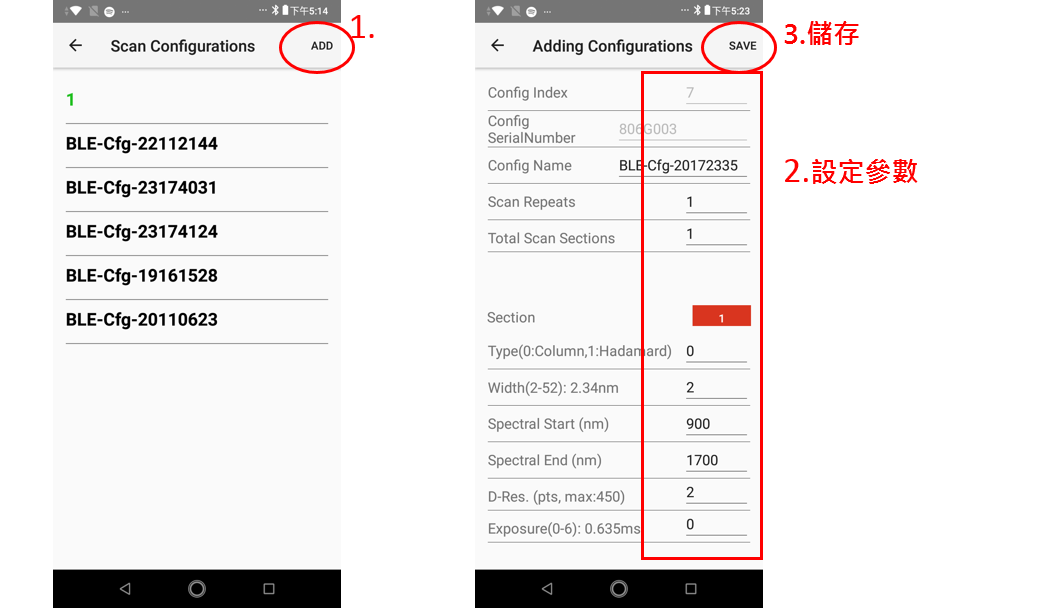 下午5:14
Scan Configurations
ADD
1.
1
BLE-Cfg-22112144
BLE-Cfg-23174031
BLE-Cfg-23174124
BLE-Cfg-19161528
BLE-Cfg-20110623
下午5:23
Adding Configurations
SAVE
3.儲存
Config Index 7
Config
SerialNumber 806G003
Config Name BLE-Cfg-20172335
2.設定參數
Scan Repeats 1
Total Scan Sections 1
Section 1
Type(0:Column,1:Hadamard) 0
Width(2-52): 2.34nm 2
Spectral Start (nm) 900
Spectral End (nm) 1700
D-Res. (pts, max:450) 2
Exposure(0-6): 0.635ms 0